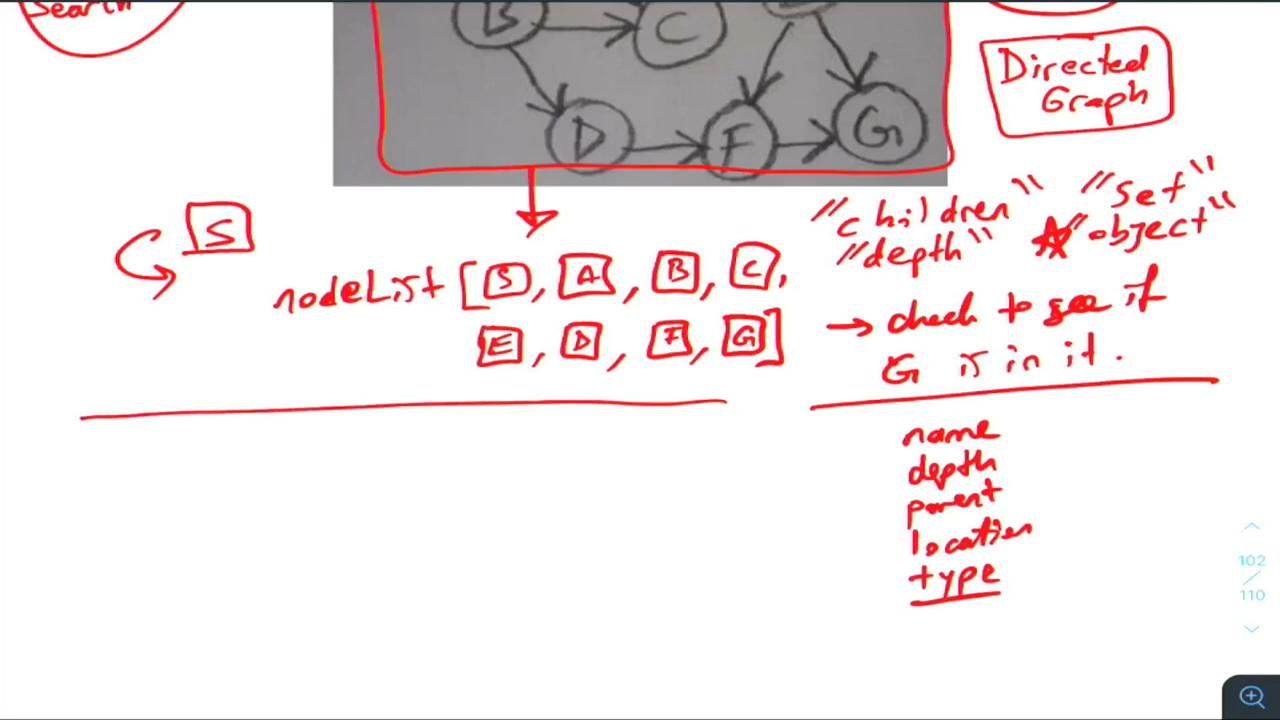 Search
B
C
Directed
Graph
D
F
G
"children" "set"
"depth" "object"
S
nodeList [S, A, B, C,
E, D, F, G]
→ check to see if
G is in it.
name
depth
parent
location
type
102
/
110